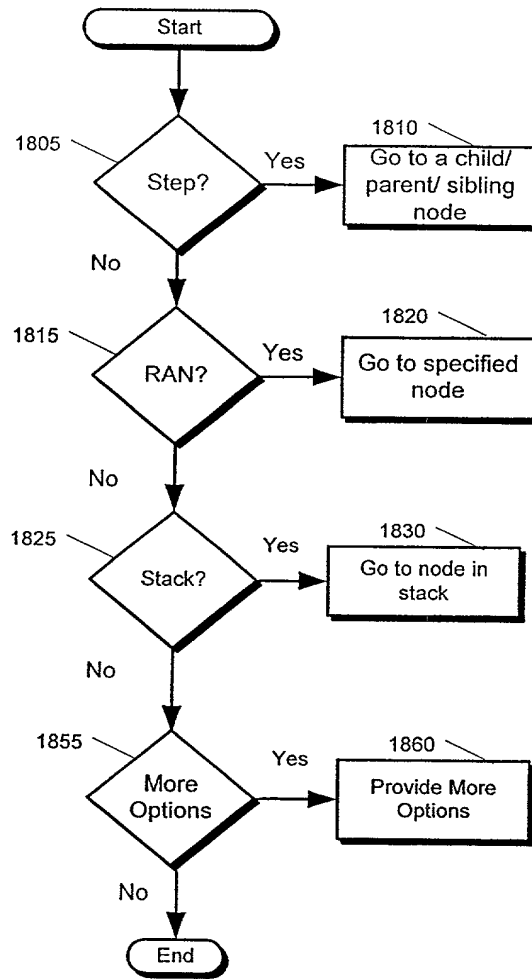 Start
1805
Step?
Yes
1810
Go to a child/
parent/ sibling
node
No
1815
RAN?
Yes
1820
Go to specified
node
No
1825
Stack?
Yes
1830
Go to node in
stack
No
1855
More
Options
Yes
1860
Provide More
Options
No
End